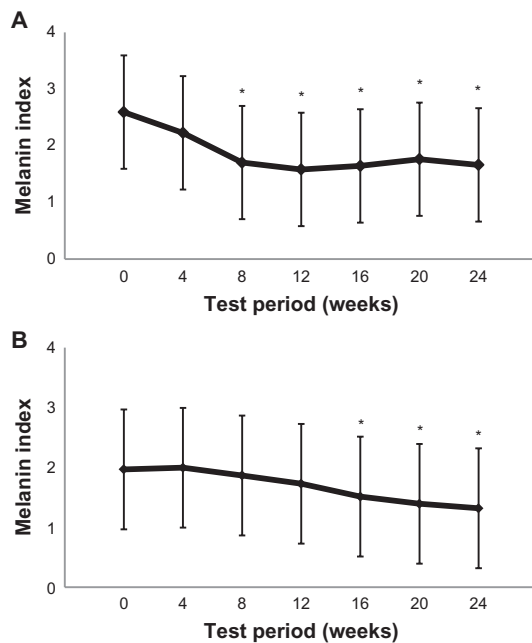 A
4
3
2
1
0
Melanin index
* * * * *
0 4 8 12 16 20 24
Test period (weeks)
B
4
3
2
1
0
Melanin index
* * *
0 4 8 12 16 20 24
Test period (weeks)